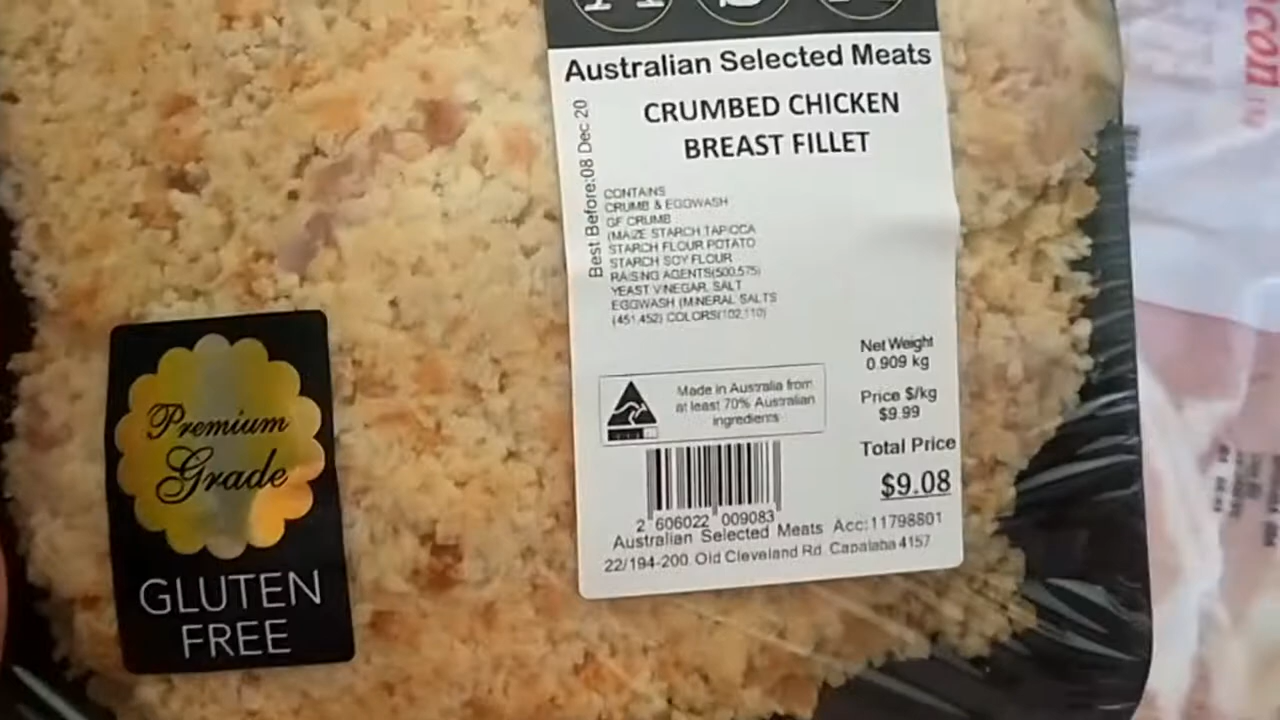 ASM
Australian Selected Meats
CRUMBED CHICKEN
BREAST FILLET
Best Before:08 Dec 20
CONTAINS
CRUMB & EGGWASH
GF CRUMB
(MAIZE STARCH TAPIOCA
STARCH FLOUR POTATO
STARCH SOY FLOUR
RAISING AGENTS(500,575)
YEAST VINEGAR, SALT
EGGWASH (MINERAL SALTS
(451,452) COLORS(102,110)
Net Weight
0.909 kg
Price $/kg
$9.99
Total Price
$9.08
Made in Australia from
at least 70% Australian
ingredients
2 606022 009083
Australian Selected Meats Acc:11798801
22/194-200. Old Cleveland Rd. Capalaba 4157
Premium
Grade
GLUTEN
FREE